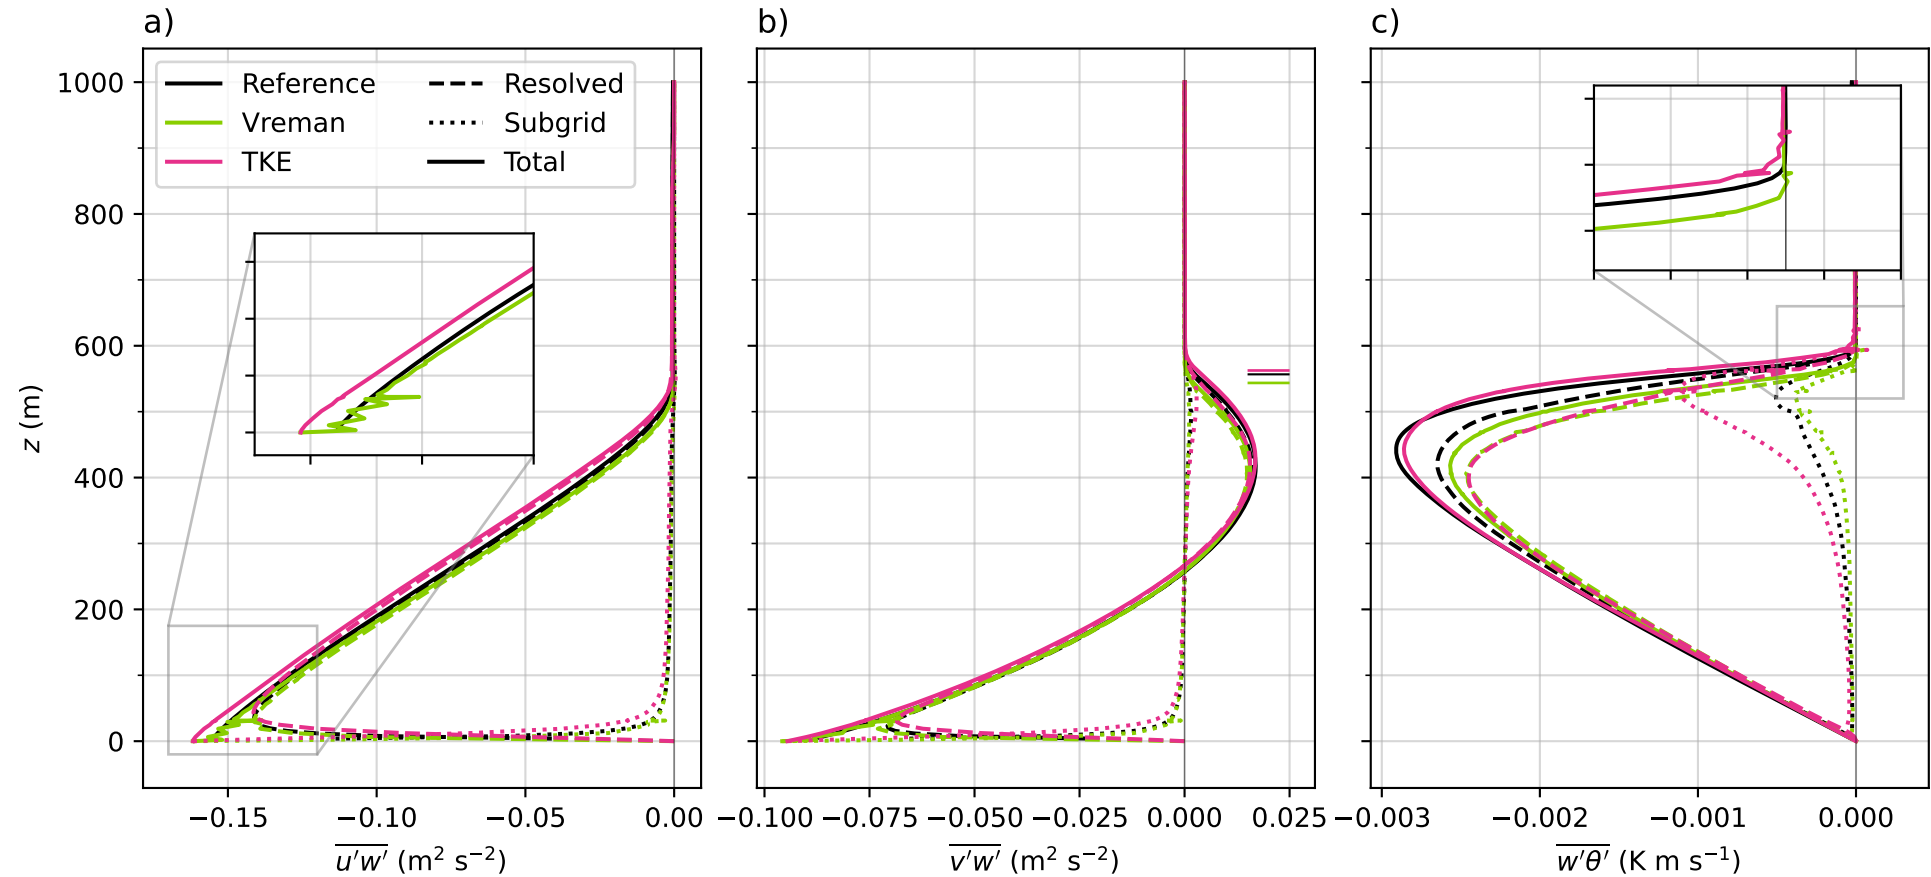 a)
b)
c)
Reference
Resolved
Vreman
Subgrid
TKE
Total
1000
800
600
400
200
0
z (m)
−0.15 −0.10 −0.05 0.00
−0.100 −0.075 −0.050 −0.025 0.000 0.025
−0.003 −0.002 −0.001 0.000
u′w′ (m² s⁻²)
v′w′ (m² s⁻²)
w′θ′ (K m s⁻¹)